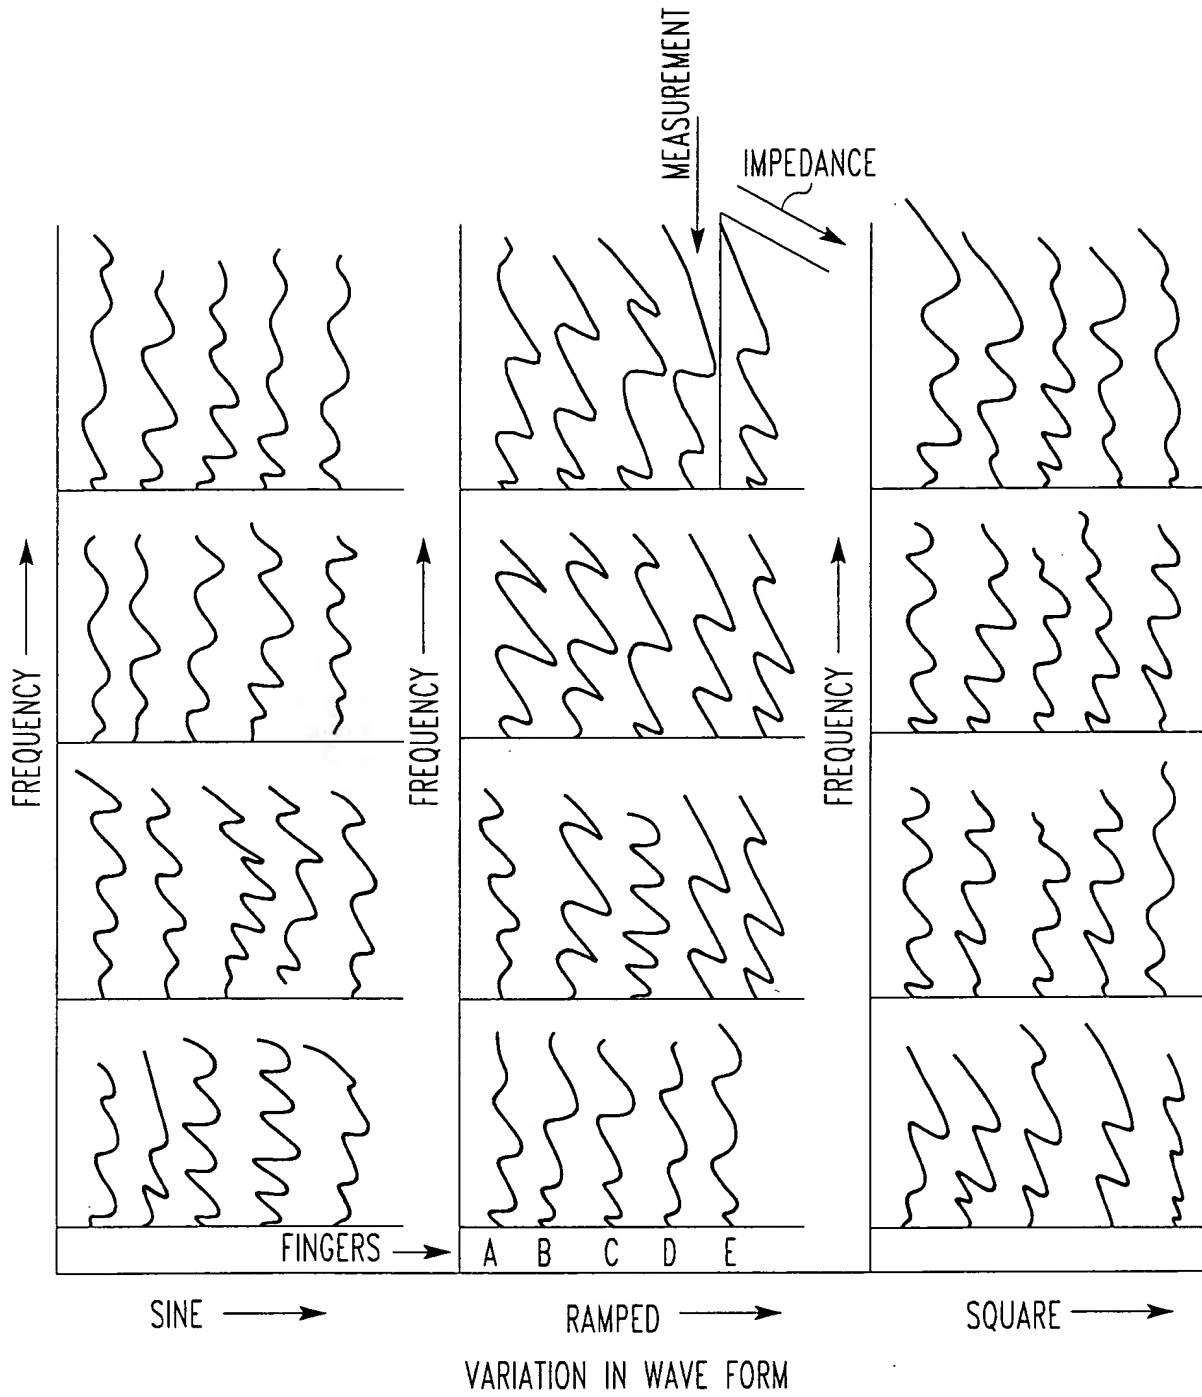 MEASUREMENT
IMPEDANCE
FREQUENCY
FREQUENCY
FREQUENCY
FINGERS
A B C D E
SINE
RAMPED
SQUARE
VARIATION IN WAVE FORM